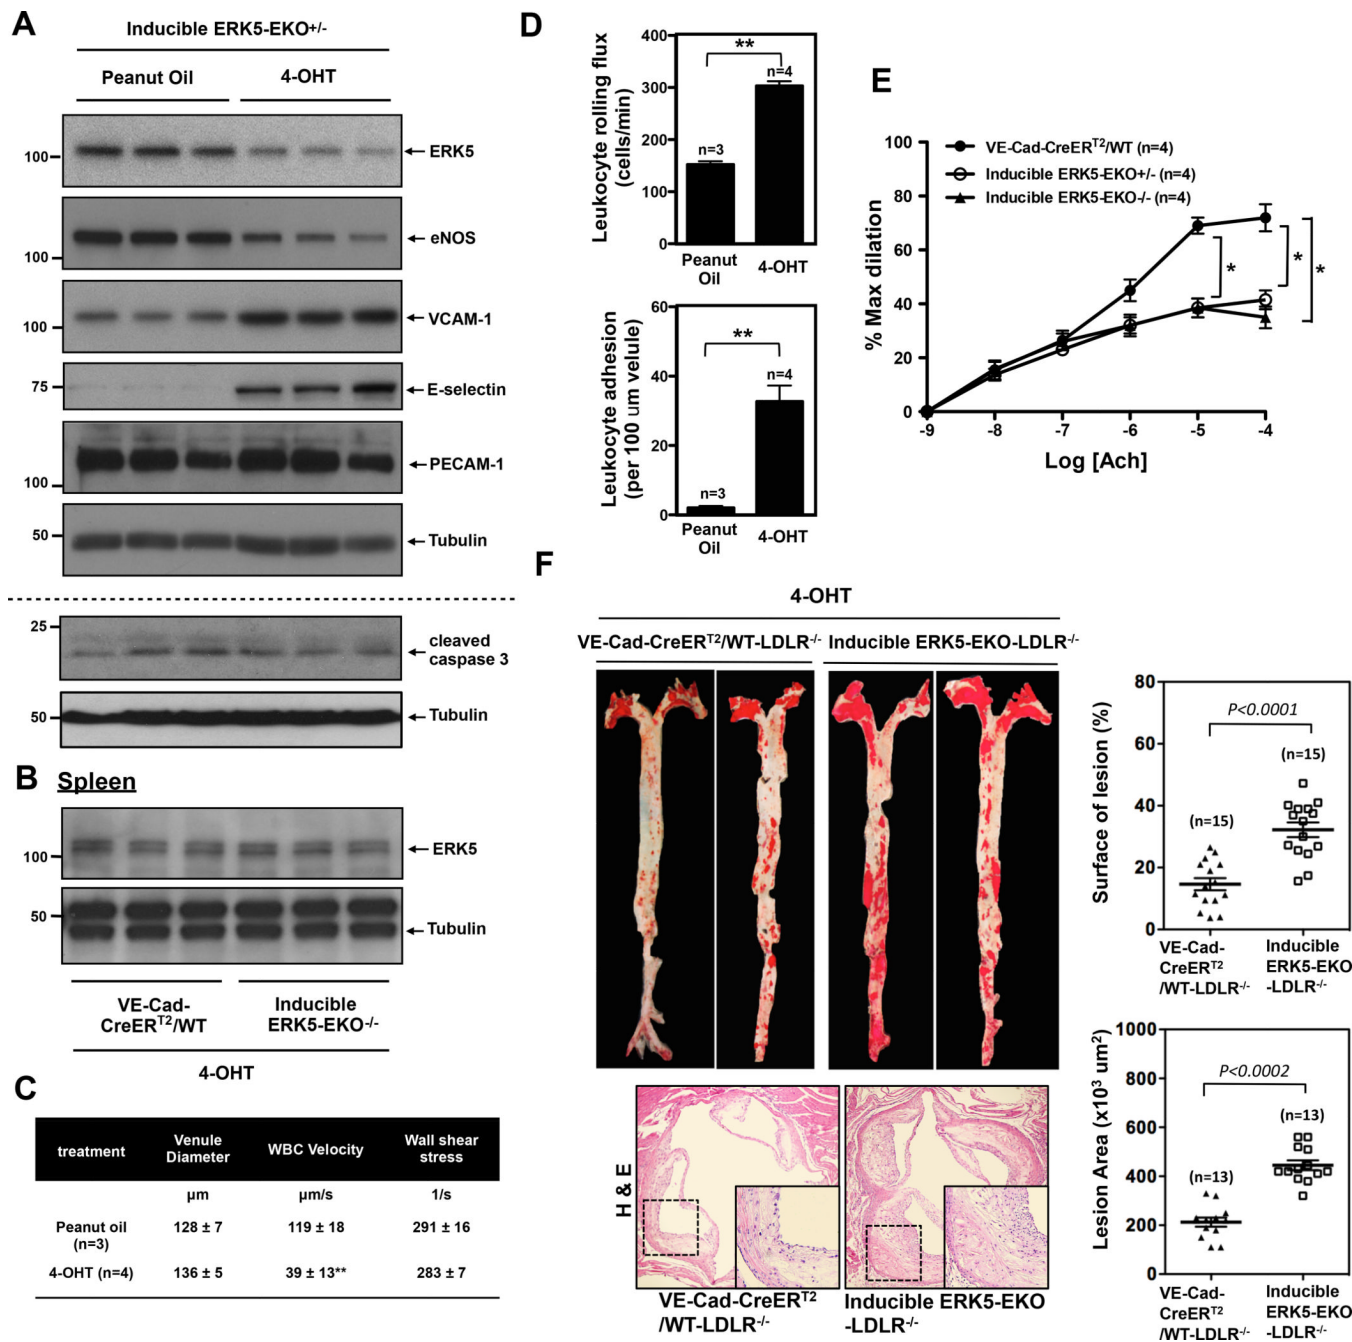 A
Inducible ERK5-EKO+/-
Peanut Oil
4-OHT
100
ERK5
eNOS
100
VCAM-1
100
75
E-selectin
PECAM-1
100
50
Tubulin
25
cleaved
caspase 3
50
Tubulin
B Spleen
100
ERK5
50
Tubulin
VE-Cad-
CreERT2/WT
Inducible
ERK5-EKO-/-
4-OHT
C
treatment Venule Diameter WBC Velocity Wall shear stress
µm µm/s 1/s
Peanut oil (n=3) 128 ± 7 119 ± 18 291 ± 16
4-OHT (n=4) 136 ± 5 39 ± 13** 283 ± 7
D
Leukocyte rolling flux
(cells/min)
400
300
200
100
0
**
n=3
n=4
Peanut
Oil
4-OHT
Leukocyte adhesion
(per 100 um velule)
60
40
20
0
**
n=3
n=4
Peanut
Oil
4-OHT
E
% Max dilation
100
80
60
40
20
0
VE-Cad-CreERT2/WT (n=4)
Inducible ERK5-EKO+/- (n=4)
Inducible ERK5-EKO-/- (n=4)
*
*
*
-9 -8 -7 -6 -5 -4
Log [Ach]
F
4-OHT
VE-Cad-CreERT2/WT-LDLR-/-
Inducible ERK5-EKO-LDLR-/-
H & E
VE-Cad-CreERT2
/WT-LDLR-/-
Inducible ERK5-EKO
-LDLR-/-
Surface of lesion (%)
80
60
40
20
0
P<0.0001
(n=15)
(n=15)
VE-Cad-
CreERT2
/WT-LDLR-/-
Inducible
ERK5-EKO
-LDLR-/-
Lesion Area (x10³ um²)
1000
800
600
400
200
0
P<0.0002
(n=13)
(n=13)
VE-Cad-
CreERT2
/WT-LDLR-/-
Inducible
ERK5-EKO
-LDLR-/-